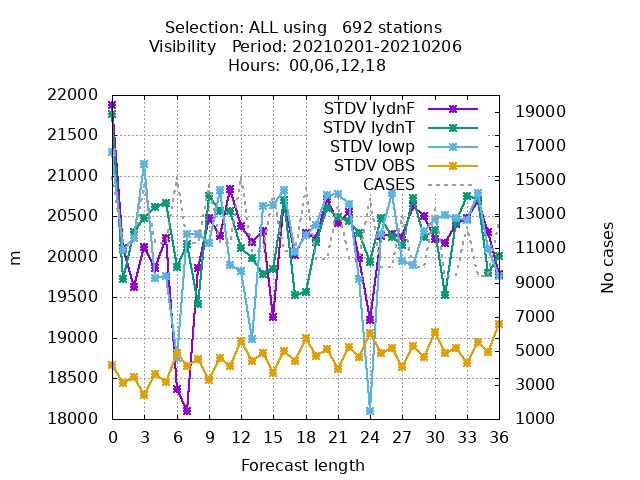 Selection: ALL using   692 stations
Visibility   Period: 20210201-20210206
Hours:  00,06,12,18
STDV lydnF
STDV lydnT
STDV lowp
STDV OBS
CASES
22000
21500
21000
20500
20000
19500
19000
18500
18000
m
19000
17000
15000
13000
11000
9000
7000
5000
3000
1000
No cases
0 3 6 9 12 15 18 21 24 27 30 33 36
Forecast length